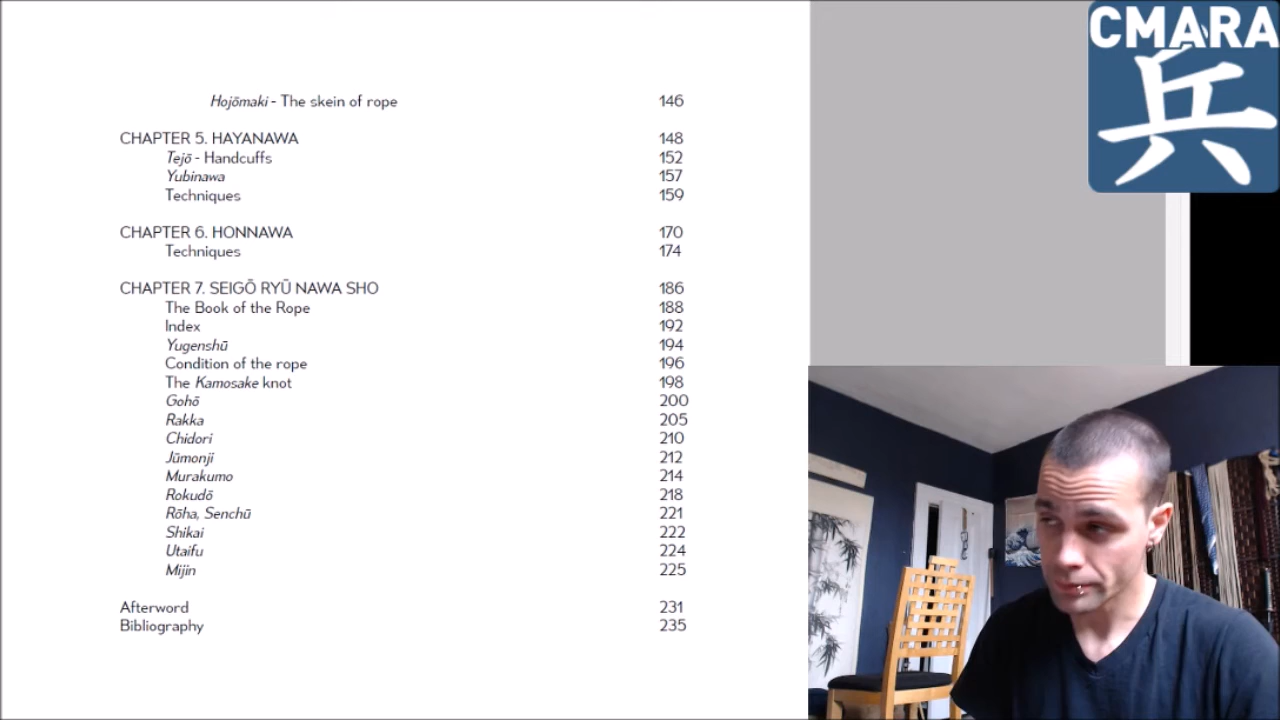 Hojōmaki - The skein of rope 146
CHAPTER 5. HAYANAWA 148
Tejō - Handcuffs 152
Yubinawa 157
Techniques 159
CHAPTER 6. HONNAWA 170
Techniques 174
CHAPTER 7. SEIGŌ RYŪ NAWA SHO 186
The Book of the Rope 188
Index 192
Yugenshū 194
Condition of the rope 196
The Kamosake knot 198
Gohō 200
Rakka 205
Chidori 210
Jūmonji 212
Murakumo 214
Rokudō 218
Rōha, Senchū 221
Shikai 222
Utaifu 224
Mijin 225
Afterword 231
Bibliography 235
CMARA
兵